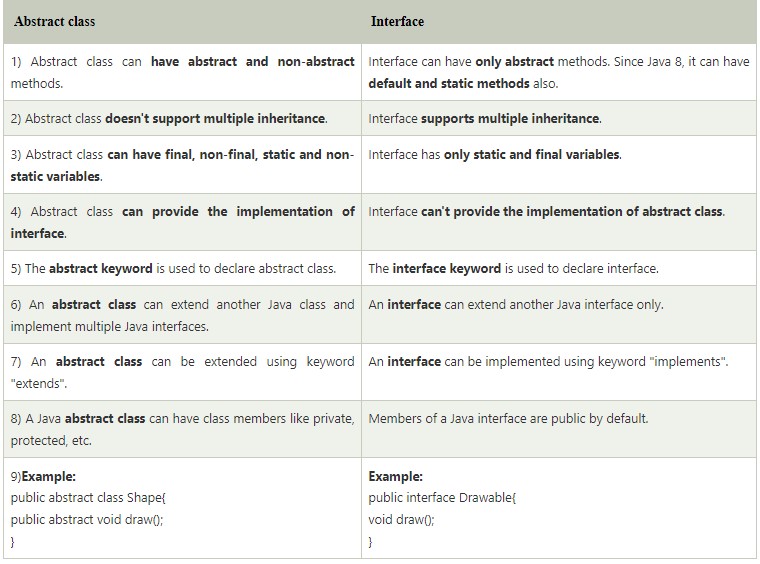 Abstract class
Interface
1) Abstract class can have abstract and non-abstract
methods.
Interface can have only abstract methods. Since Java 8, it can have
default and static methods also.
2) Abstract class doesn't support multiple inheritance.
Interface supports multiple inheritance.
3) Abstract class can have final, non-final, static and non-
static variables.
Interface has only static and final variables.
4) Abstract class can provide the implementation of
interface.
Interface can't provide the implementation of abstract class.
5) The abstract keyword is used to declare abstract class.
The interface keyword is used to declare interface.
6) An abstract class can extend another Java class and
implement multiple Java interfaces.
An interface can extend another Java interface only.
7) An abstract class can be extended using keyword
"extends".
An interface can be implemented using keyword "implements".
8) A Java abstract class can have class members like private,
protected, etc.
Members of a Java interface are public by default.
9)Example:
public abstract class Shape{
public abstract void draw();
}
Example:
public interface Drawable{
void draw();
}